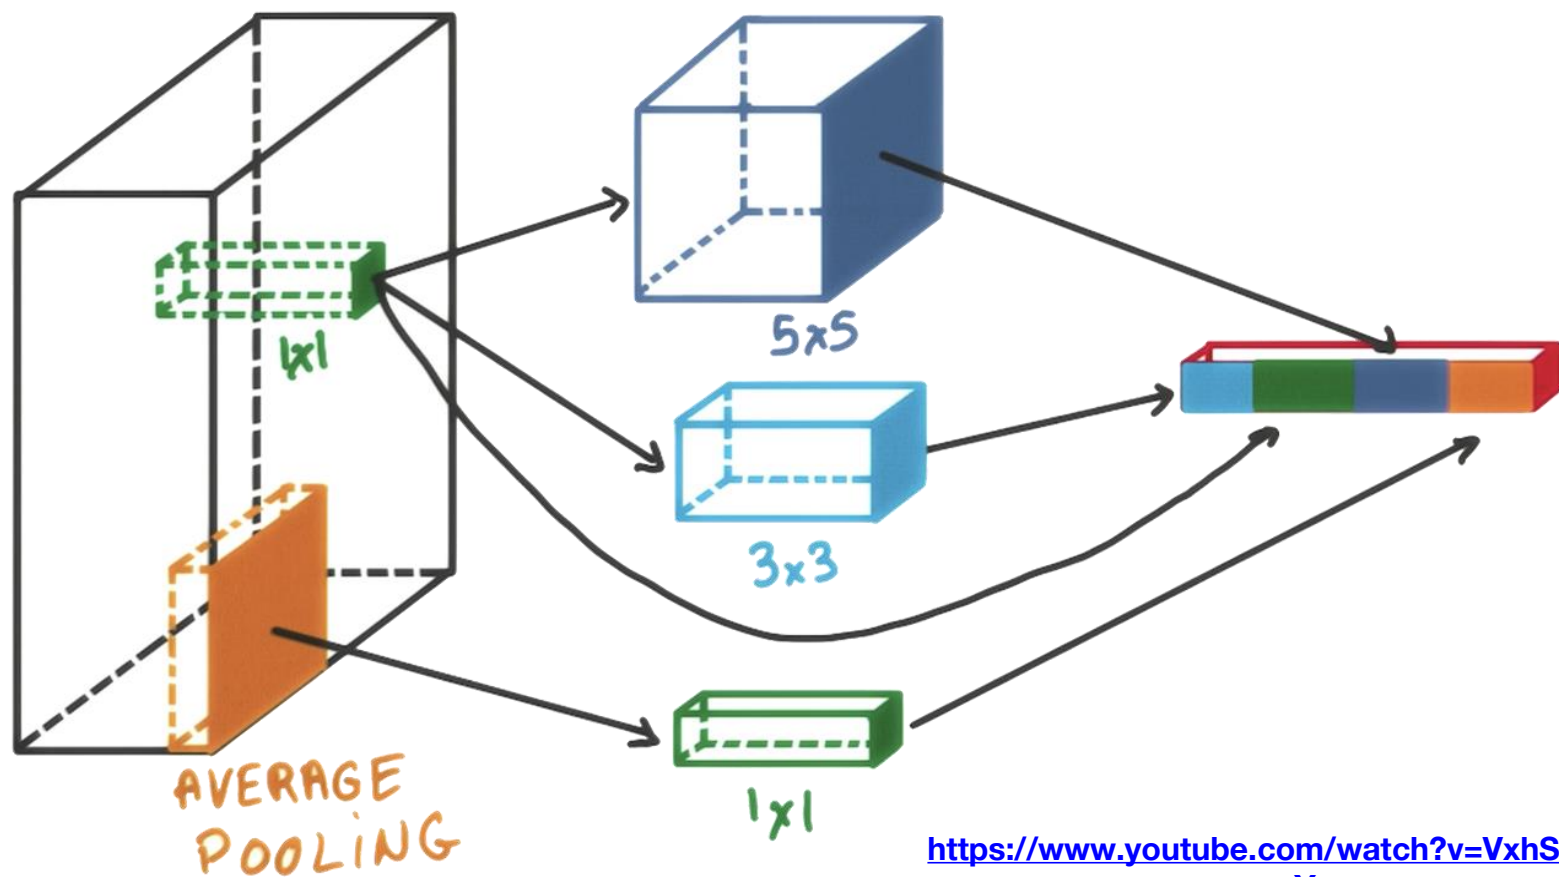 1x1
5x5
3x3
AVERAGE
POOLING
1x1
https://www.youtube.com/watch?v=VxhS